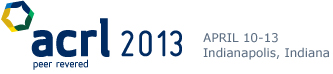 acrl 2013
peer revered
APRIL 10-13
Indianapolis, Indiana